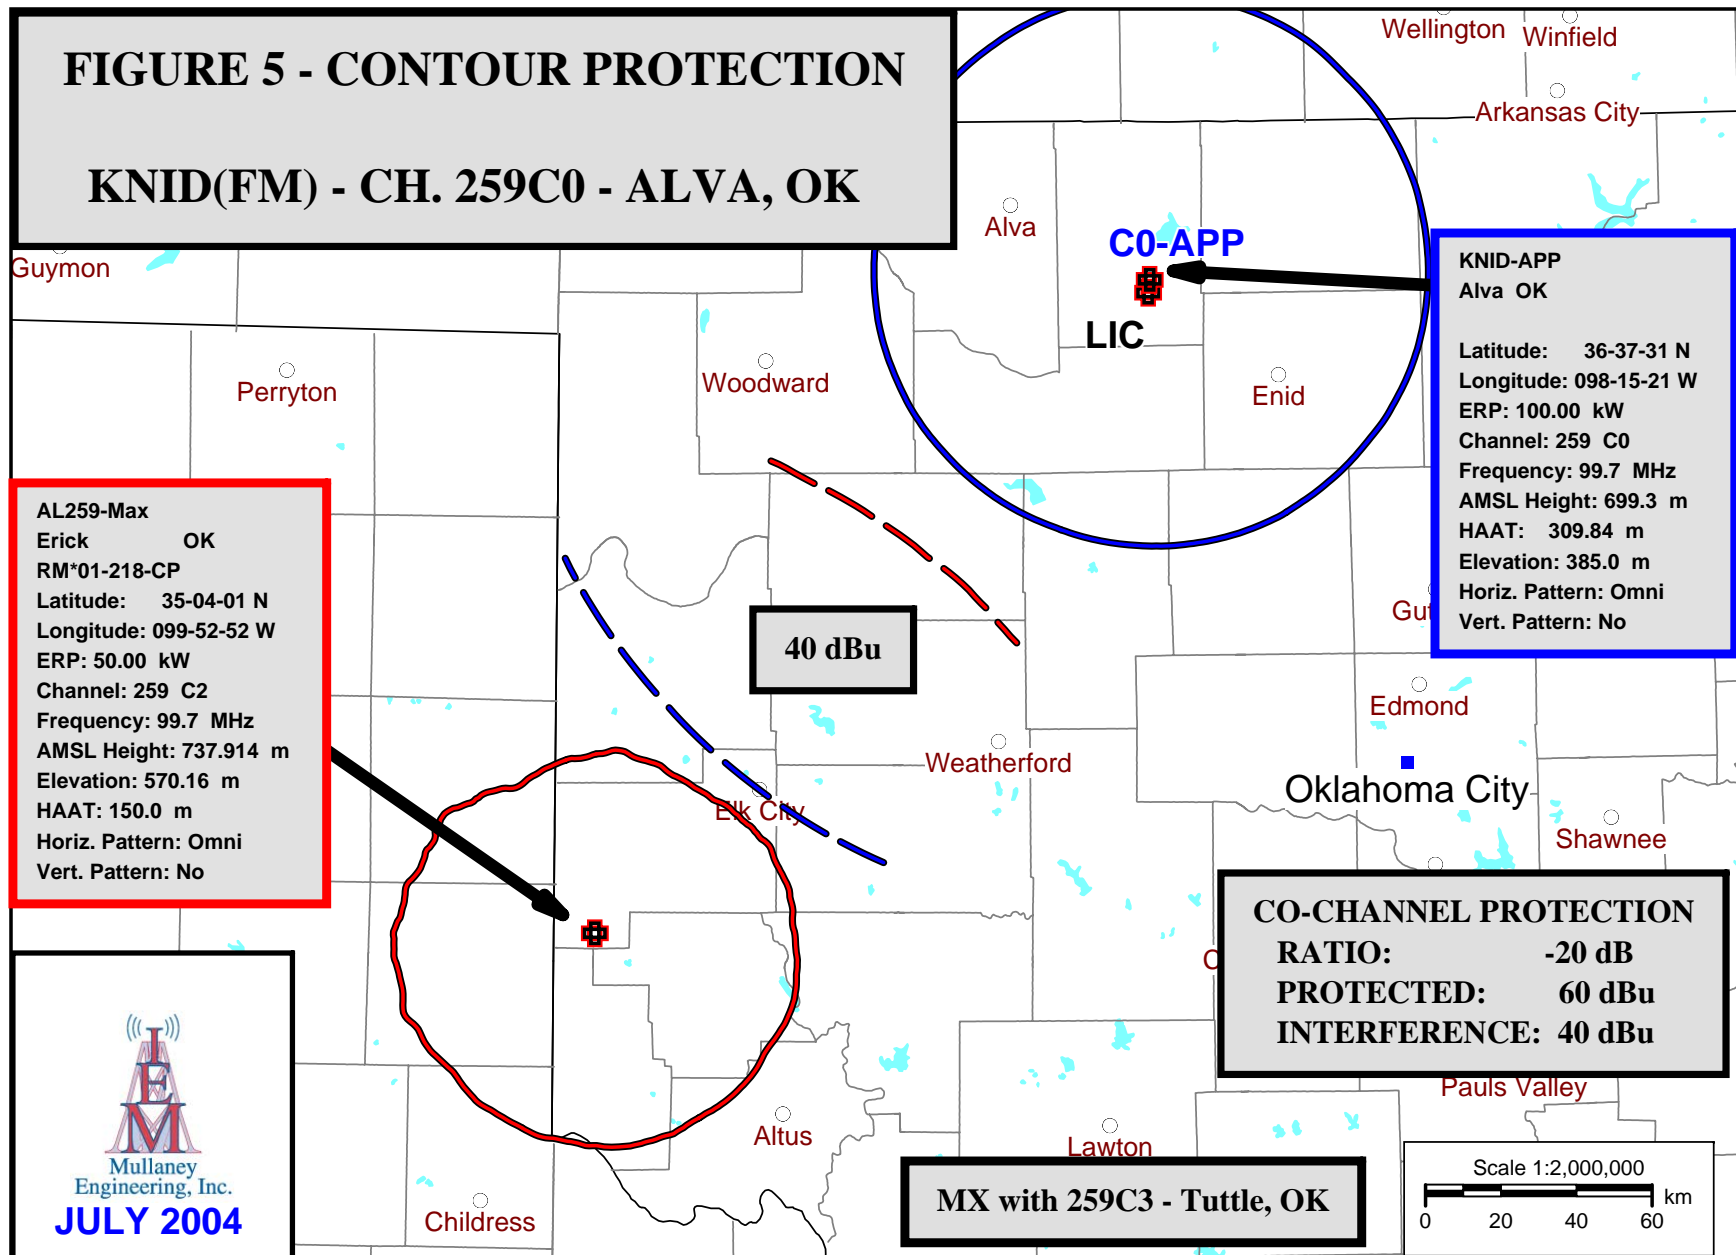 FIGURE 5 - CONTOUR PROTECTION
KNID(FM) - CH. 259C0 - ALVA, OK
Wellington
Winfield
Arkansas City
Guymon
Alva
C0-APP
LIC
Perryton
Woodward
Enid
KNID-APP
Alva OK
Latitude: 36-37-31 N
Longitude: 098-15-21 W
ERP: 100.00 kW
Channel: 259 C0
Frequency: 99.7 MHz
AMSL Height: 699.3 m
HAAT: 309.84 m
Elevation: 385.0 m
Horiz. Pattern: Omni
Vert. Pattern: No
AL259-Max
Erick OK
RM*01-218-CP
Latitude: 35-04-01 N
Longitude: 099-52-52 W
ERP: 50.00 kW
Channel: 259 C2
Frequency: 99.7 MHz
AMSL Height: 737.914 m
Elevation: 570.16 m
HAAT: 150.0 m
Horiz. Pattern: Omni
Vert. Pattern: No
40 dBu
Edmond
Weatherford
Oklahoma City
Elk City
Shawnee
CO-CHANNEL PROTECTION
RATIO: -20 dB
PROTECTED: 60 dBu
INTERFERENCE: 40 dBu
Pauls Valley
Altus
Lawton
Childress
MX with 259C3 - Tuttle, OK
Scale 1:2,000,000
km
0 20 40 60
MEI
Mullaney
Engineering, Inc.
JULY 2004